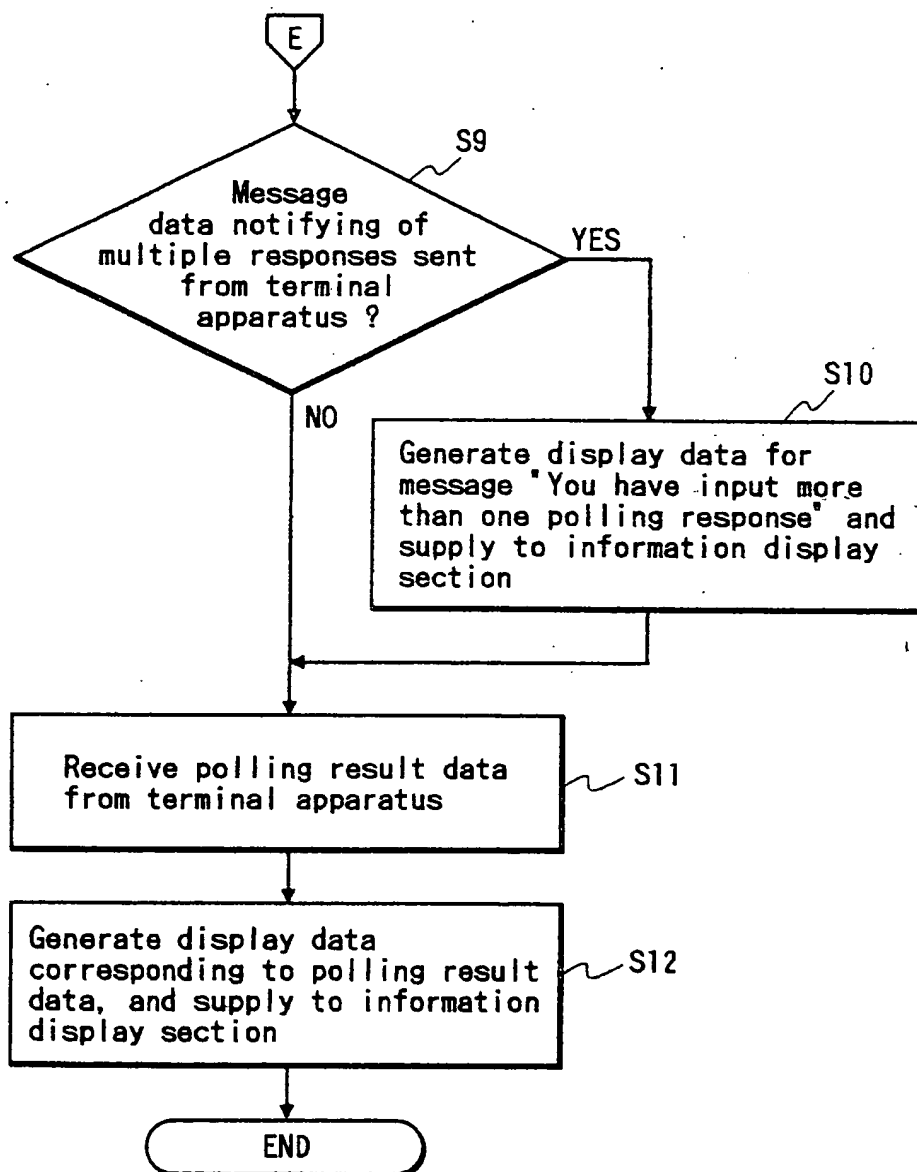 E
S9
Message
data notifying of
multiple responses sent
from terminal
apparatus ?
YES
NO
S10
Generate display data for
message "You have input more
than one polling response" and
supply to information display
section
Receive polling result data
from terminal apparatus
S11
Generate display data
corresponding to polling result
data, and supply to information
display section
S12
END